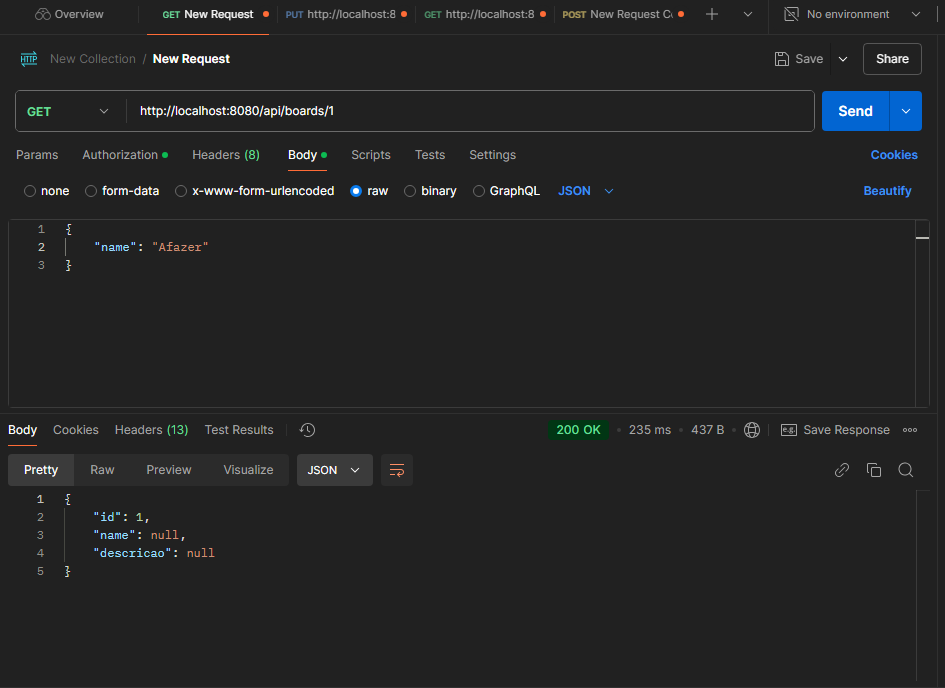 Overview GET New Request PUT http://localhost:8 GET http://localhost:8 POST New Request Co No environment
HTTP New Collection / New Request Save Share
GET http://localhost:8080/api/boards/1 Send
Params Authorization Headers (8) Body Scripts Tests Settings Cookies
none form-data x-www-form-urlencoded raw binary GraphQL JSON Beautify
1 {
2 "name": "Afazer"
3 }
Body Cookies Headers (13) Test Results 200 OK 235 ms 437 B e.g. Save Response
Pretty Raw Preview Visualize JSON
1 {
2 "id": 1,
3 "name": null,
4 "descricao": null
5 }